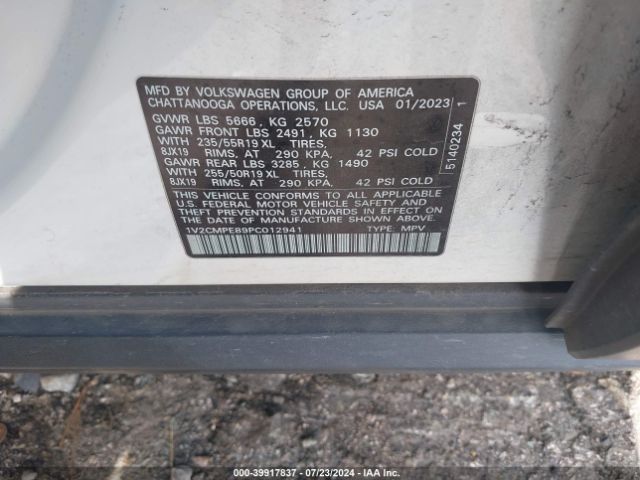 MFD BY VOLKSWAGEN GROUP OF AMERICA
CHATTANOOGA OPERATIONS, LLC. USA 01/2023
GVWR LBS 5666, KG 2570
GAWR FRONT LBS 2491, KG 1130
WITH 235/55R19 XL TIRES,
8JX19 RIMS, AT 290 KPA, 42 PSI COLD
GAWR REAR LBS 3285, KG 1490
WITH 255/50R19 XL TIRES,
8JX19 RIMS, AT 290 KPA, 42 PSI COLD
THIS VEHICLE CONFORMS TO ALL APPLICABLE
U.S. FEDERAL MOTOR VEHICLE SAFETY AND
THEFT PREVENTION STANDARDS IN EFFECT ON
THE DATE OF MANUFACTURE SHOWN ABOVE
1V2CMPE89PC012941 TYPE: MPV
5140234 1
000-39917837 - 07/23/2024 - IAA Inc.